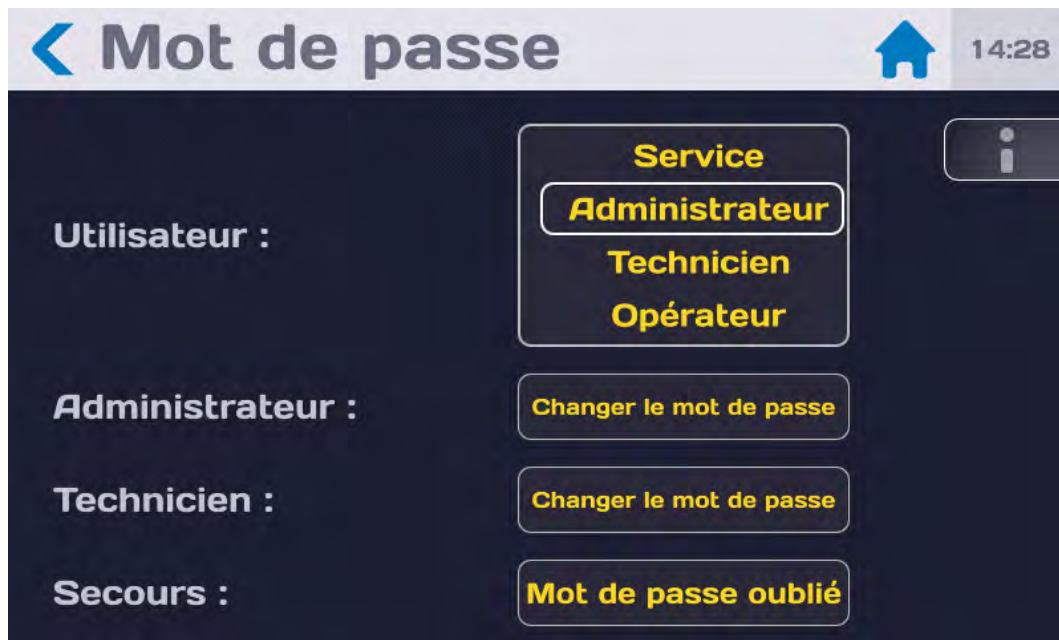 Mot de passe
14:28
Utilisateur :
Service
Administrateur
Technicien
Opérateur
Administrateur :
Changer le mot de passe
Technicien :
Changer le mot de passe
Secours :
Mot de passe oublié